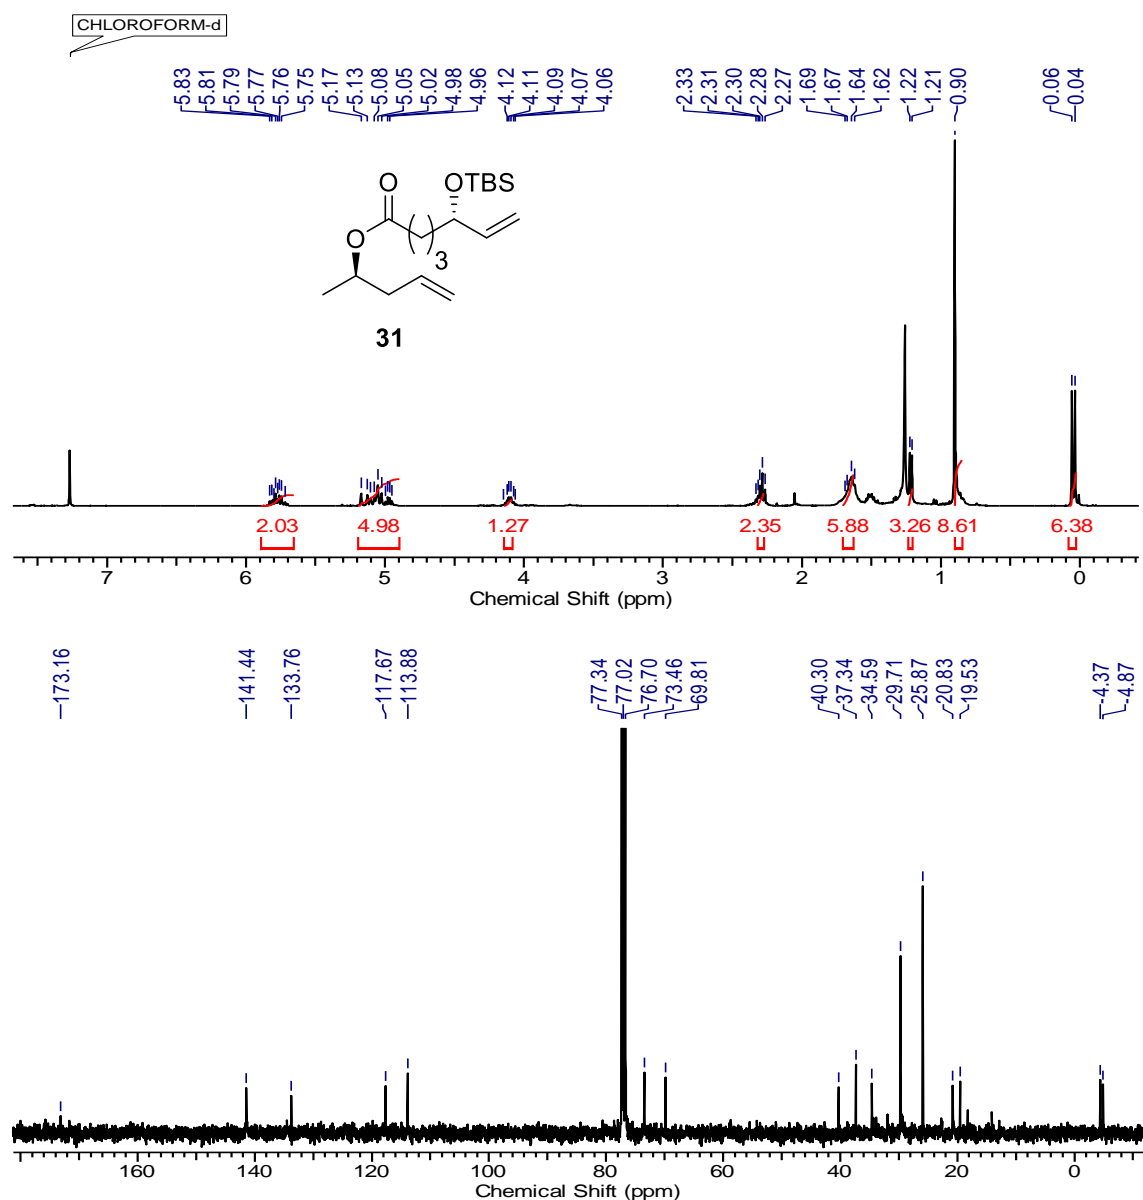 CHLOROFORM-d
5.83 5.81 5.79 5.77 5.76 5.75 5.17 5.13 5.08 5.05 5.02 4.98 4.96 4.12 4.11 4.09 4.07 4.06 2.33 2.31 2.30 2.28 2.27 1.69 1.67 1.64 1.62 1.22 1.21 0.90 0.06 0.04
O OTBS
O 3
31
2.03 4.98 1.27 2.35 5.88 3.26 8.61 6.38
7 6 5 4 3 2 1 0
Chemical Shift (ppm)
173.16 141.44 133.76 117.67 113.88 77.34 77.02 76.70 73.46 69.81 40.30 37.34 34.59 29.71 25.87 20.83 19.53 -4.37 -4.87
160 140 120 100 80 60 40 20 0
Chemical Shift (ppm)